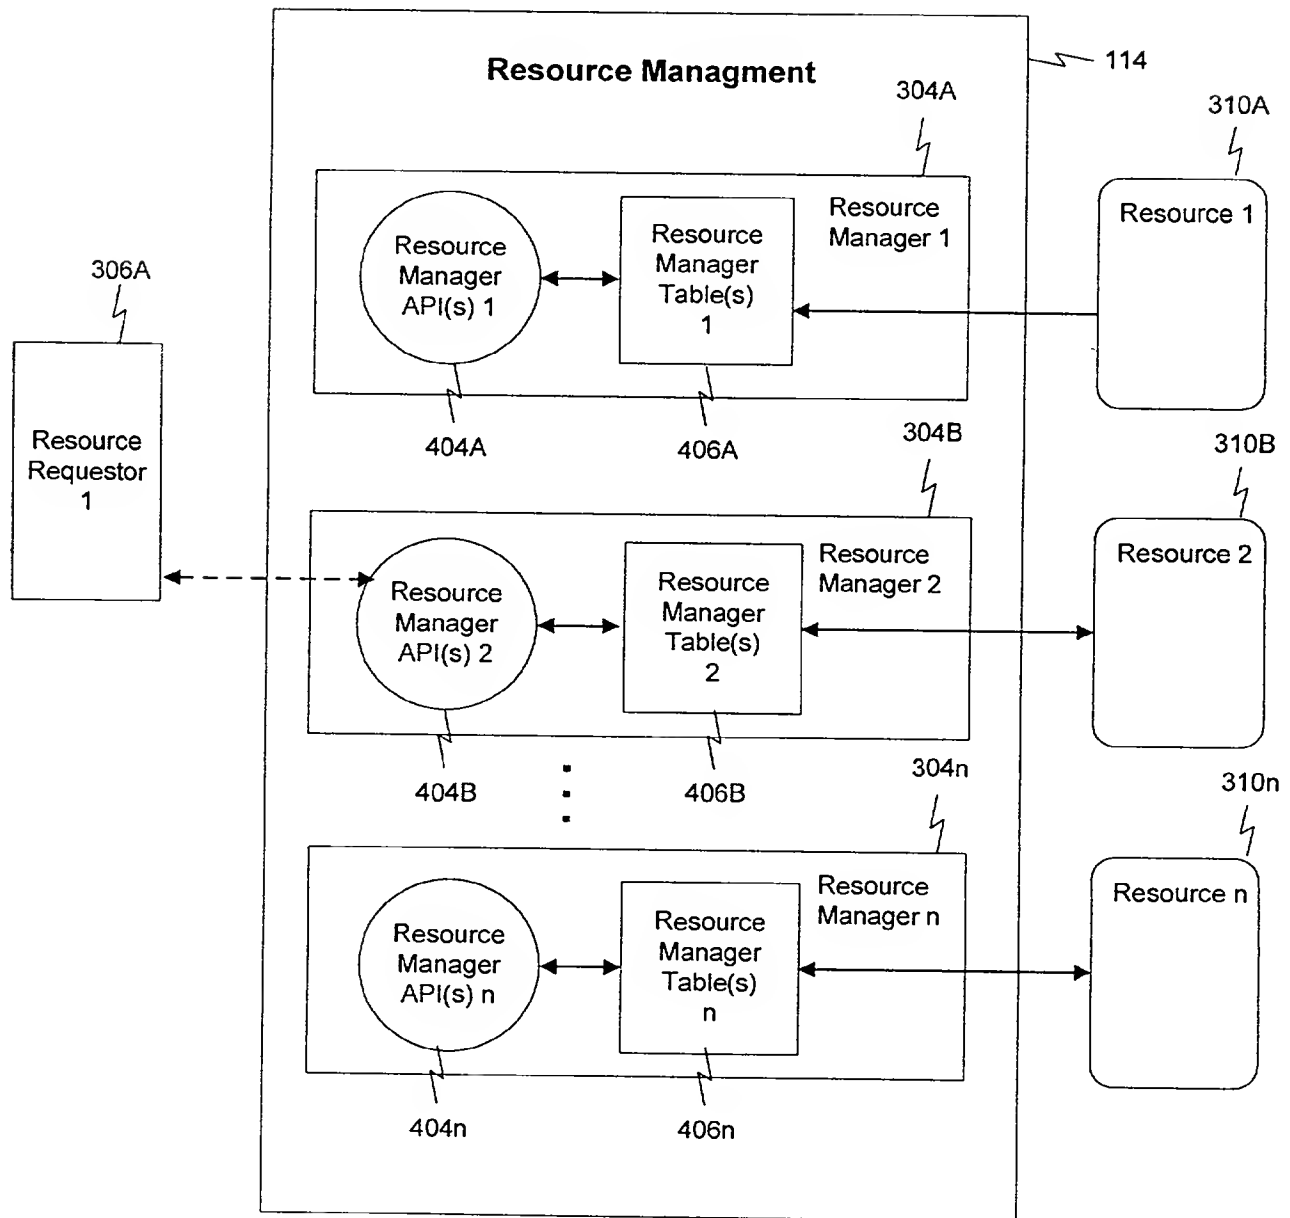 Resource Managment
114
304A
310A
Resource
Manager 1
Resource 1
Resource
Manager
API(s) 1
Resource
Manager
Table(s)
1
306A
Resource
Requestor
1
404A
406A
304B
310B
Resource
Manager 2
Resource 2
Resource
Manager
API(s) 2
Resource
Manager
Table(s)
2
404B
406B
304n
310n
Resource
Manager n
Resource n
Resource
Manager
API(s) n
Resource
Manager
Table(s)
n
404n
406n